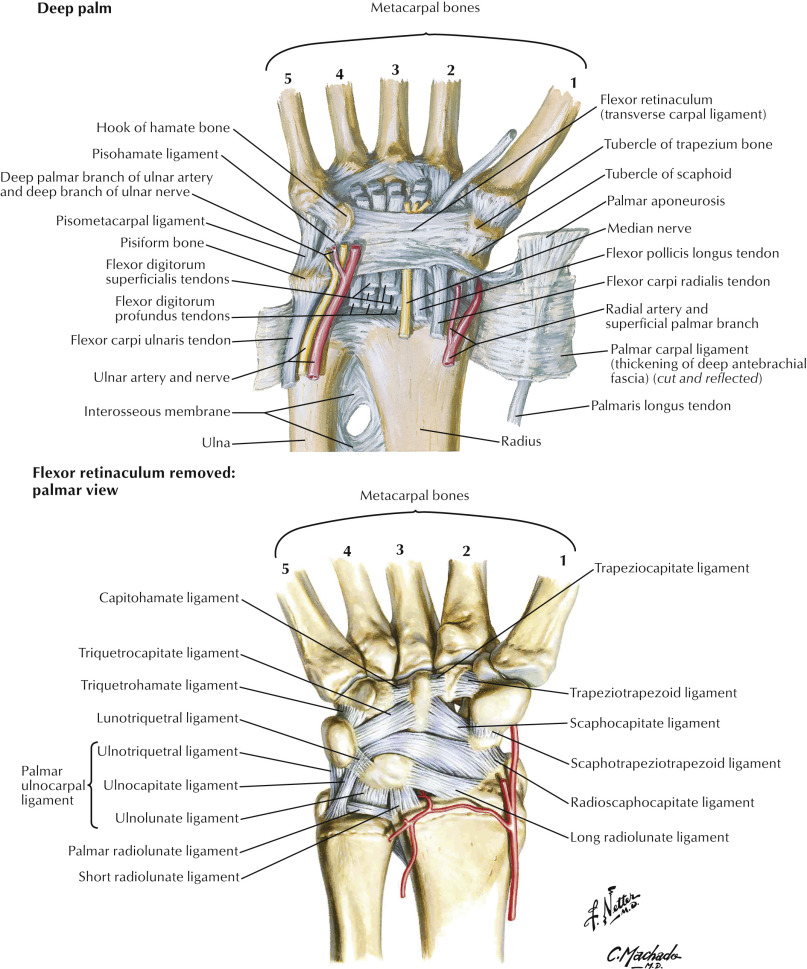 Deep palm
Metacarpal bones
5 4 3 2 1
Hook of hamate bone
Pisohamate ligament
Deep palmar branch of ulnar artery
and deep branch of ulnar nerve
Pisometacarpal ligament
Pisiform bone
Flexor digitorum
superficialis tendons
Flexor digitorum
profundus tendons
Flexor carpi ulnaris tendon
Ulnar artery and nerve
Interosseous membrane
Ulna
Flexor retinaculum
(transverse carpal ligament)
Tubercle of trapezium bone
Tubercle of scaphoid
Palmar aponeurosis
Median nerve
Flexor pollicis longus tendon
Flexor carpi radialis tendon
Radial artery and
superficial palmar branch
Palmar carpal ligament
(thickening of deep antebrachial
fascia) (cut and reflected)
Palmaris longus tendon
Radius
Flexor retinaculum removed:
palmar view
Metacarpal bones
5 4 3 2 1
Capitohamate ligament
Triquetrocapitate ligament
Triquetrohamate ligament
Lunotriquetral ligament
Palmar
ulnocarpal
ligament
Ulnotriquetral ligament
Ulnocapitate ligament
Ulnolunate ligament
Palmar radiolunate ligament
Short radiolunate ligament
Trapeziocapitate ligament
Trapeziotrapezoid ligament
Scaphocapitate ligament
Scaphotrapeziotrapezoid ligament
Radioscaphocapitate ligament
Long radiolunate ligament
F. Netter
M.D.
C. Machado
M.D.